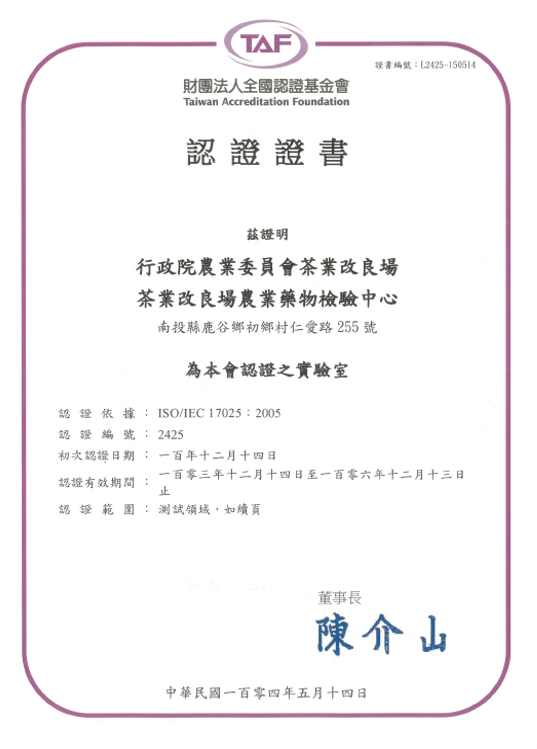 TAF
證書編號：L2425-150514
財團法人全國認證基金會
Taiwan Accreditation Foundation
認證證書
茲證明
行政院農業委員會茶業改良場
茶業改良場農業藥物檢驗中心
南投縣鹿谷鄉初鄉村仁愛路 255 號
為本會認證之實驗室
認證依據：ISO/IEC 17025：2005
認證編號：2425
初次認證日期：一百年十二月十四日
認證有效期間：一百零三年十二月十四日至一百零六年十二月十三日
止
認證範圍：測試領域，如續頁
董事長
陳介山
中華民國一百零四年五月十四日